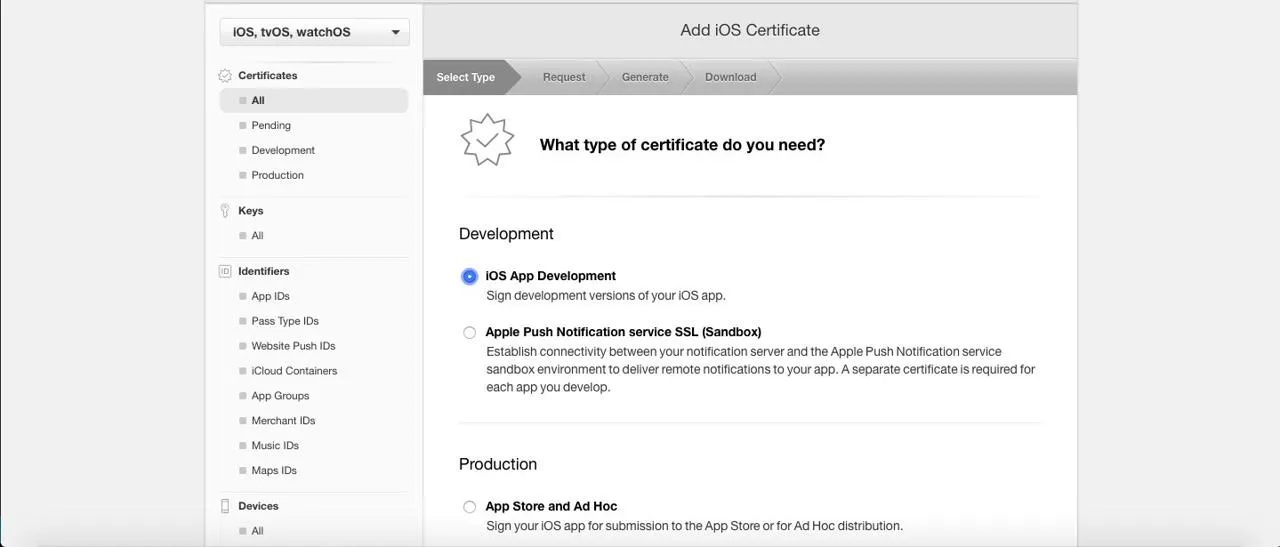 iOS, tvOS, watchOS
Certificates
All
Pending
Development
Production
Keys
All
Identifiers
App IDs
Pass Type IDs
Website Push IDs
iCloud Containers
App Groups
Merchant IDs
Music IDs
Maps IDs
Devices
All
Add iOS Certificate
Select Type
Request
Generate
Download
What type of certificate do you need?
Development
iOS App Development
Sign development versions of your iOS app.
Apple Push Notification service SSL (Sandbox)
Establish connectivity between your notification server and the Apple Push Notification service
sandbox environment to deliver remote notifications to your app. A separate certificate is required for
each app you develop.
Production
App Store and Ad Hoc
Sign your iOS app for submission to the App Store or for Ad Hoc distribution.